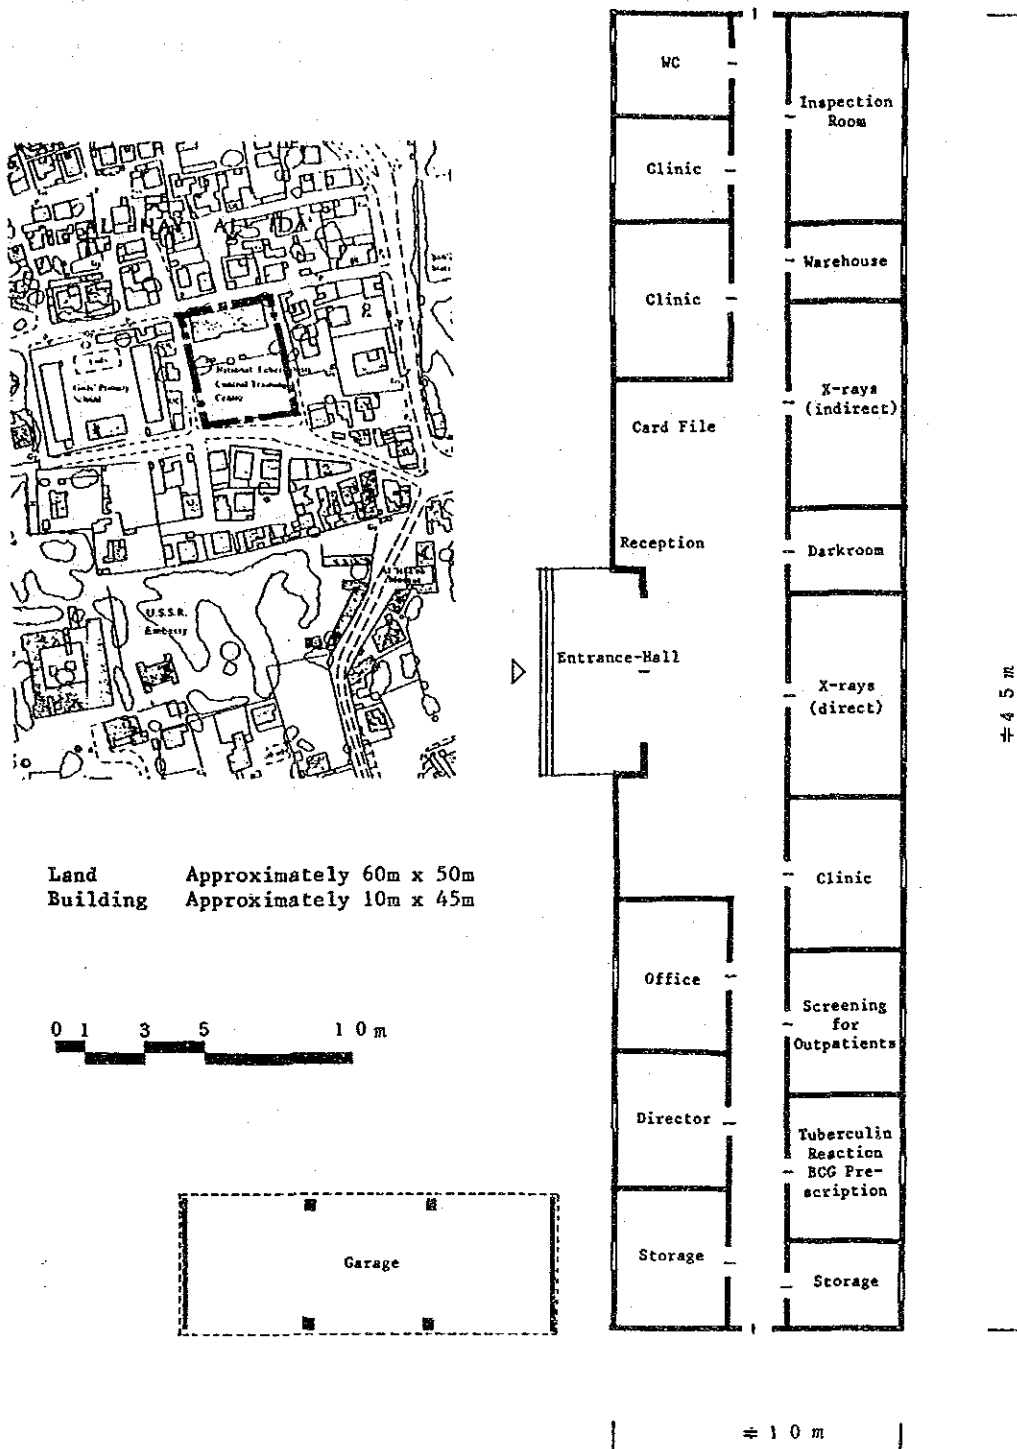 WC
Clinic
Clinic
Card File
Reception
Entrance-Hall
Office
Director
Storage
Inspection
Room
Warehouse
X-rays
(indirect)
Darkroom
X-rays
(direct)
Clinic
Screening
for
Outpatients
Tuberculin
Reaction
BCG Pre-
scription
Storage
≑45m
≑10m
Girls' Primary
School
National Tuber
Control Training
Centre
U.S.S.R.
Embassy
Land Approximately 60m x 50m
Building Approximately 10m x 45m
0 1 3 5 10m
Garage